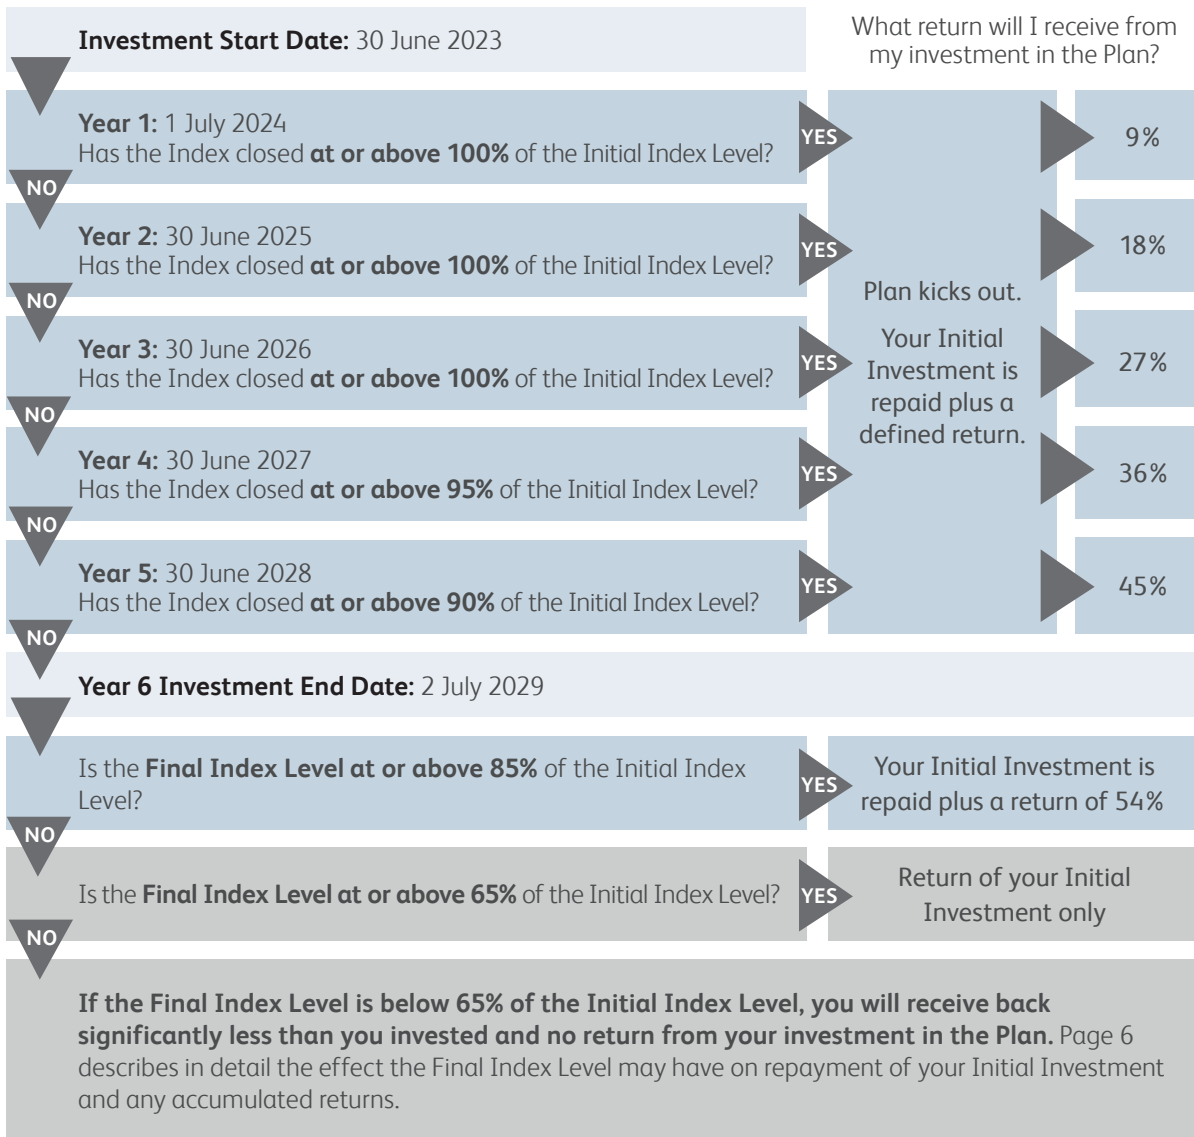 Investment Start Date: 30 June 2023
What return will I receive from
my investment in the Plan?
Year 1: 1 July 2024
Has the Index closed at or above 100% of the Initial Index Level?
YES
9%
NO
Year 2: 30 June 2025
Has the Index closed at or above 100% of the Initial Index Level?
YES
18%
NO
Plan kicks out.
Your Initial
Investment is
repaid plus a
defined return.
Year 3: 30 June 2026
Has the Index closed at or above 100% of the Initial Index Level?
YES
27%
NO
Year 4: 30 June 2027
Has the Index closed at or above 95% of the Initial Index Level?
YES
36%
NO
Year 5: 30 June 2028
Has the Index closed at or above 90% of the Initial Index Level?
YES
45%
NO
Year 6 Investment End Date: 2 July 2029
Is the Final Index Level at or above 85% of the Initial Index
Level?
YES
Your Initial Investment is
repaid plus a return of 54%
NO
Is the Final Index Level at or above 65% of the Initial Index Level?
YES
Return of your Initial
Investment only
NO
If the Final Index Level is below 65% of the Initial Index Level, you will receive back
significantly less than you invested and no return from your investment in the Plan. Page 6
describes in detail the effect the Final Index Level may have on repayment of your Initial Investment
and any accumulated returns.